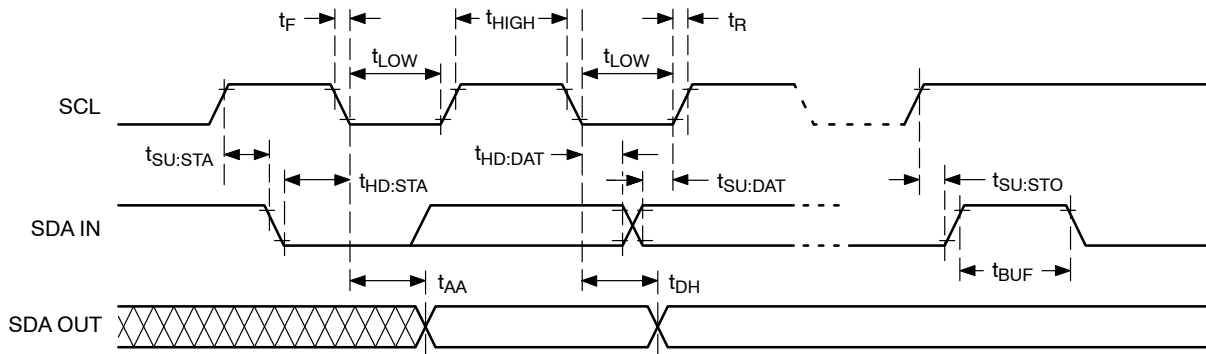 tF
tHIGH
tR
tLOW
tLOW
SCL
tSU:STA
tHD:DAT
tHD:STA
tSU:DAT
tSU:STO
SDA IN
tAA
tDH
tBUF
SDA OUT